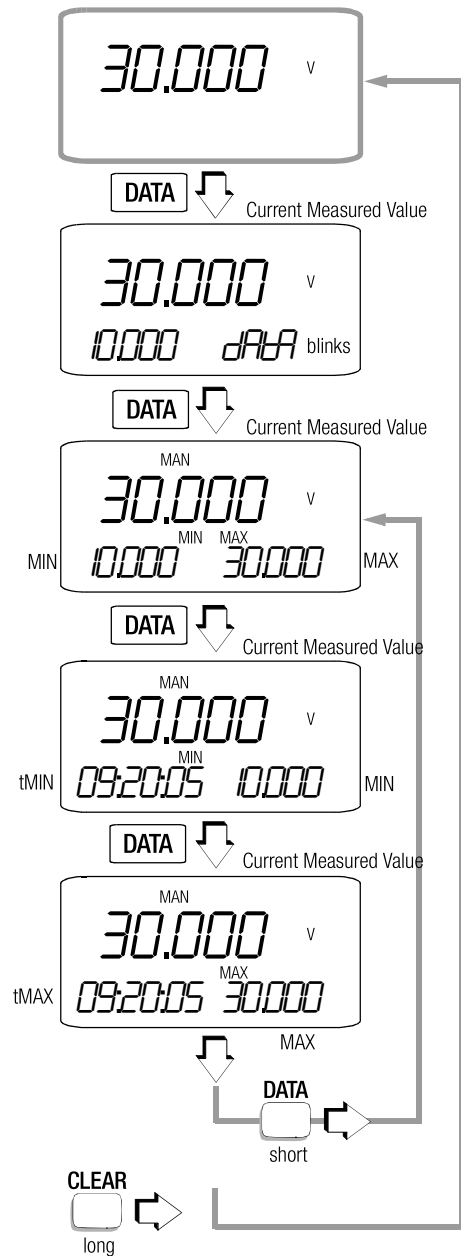 30.000 V
DATA
Current Measured Value
30.000 V
10.000 dAtA blinks
DATA
Current Measured Value
MAN
30.000 V
MIN MAX
MIN 10.000 30.000 MAX
DATA
Current Measured Value
MAN
30.000 V
MIN
tMIN 09:20:05 10.000 MIN
DATA
Current Measured Value
MAN
30.000 V
MAX
tMAX 09:20:05 30.000
MAX
DATA
short
CLEAR
long